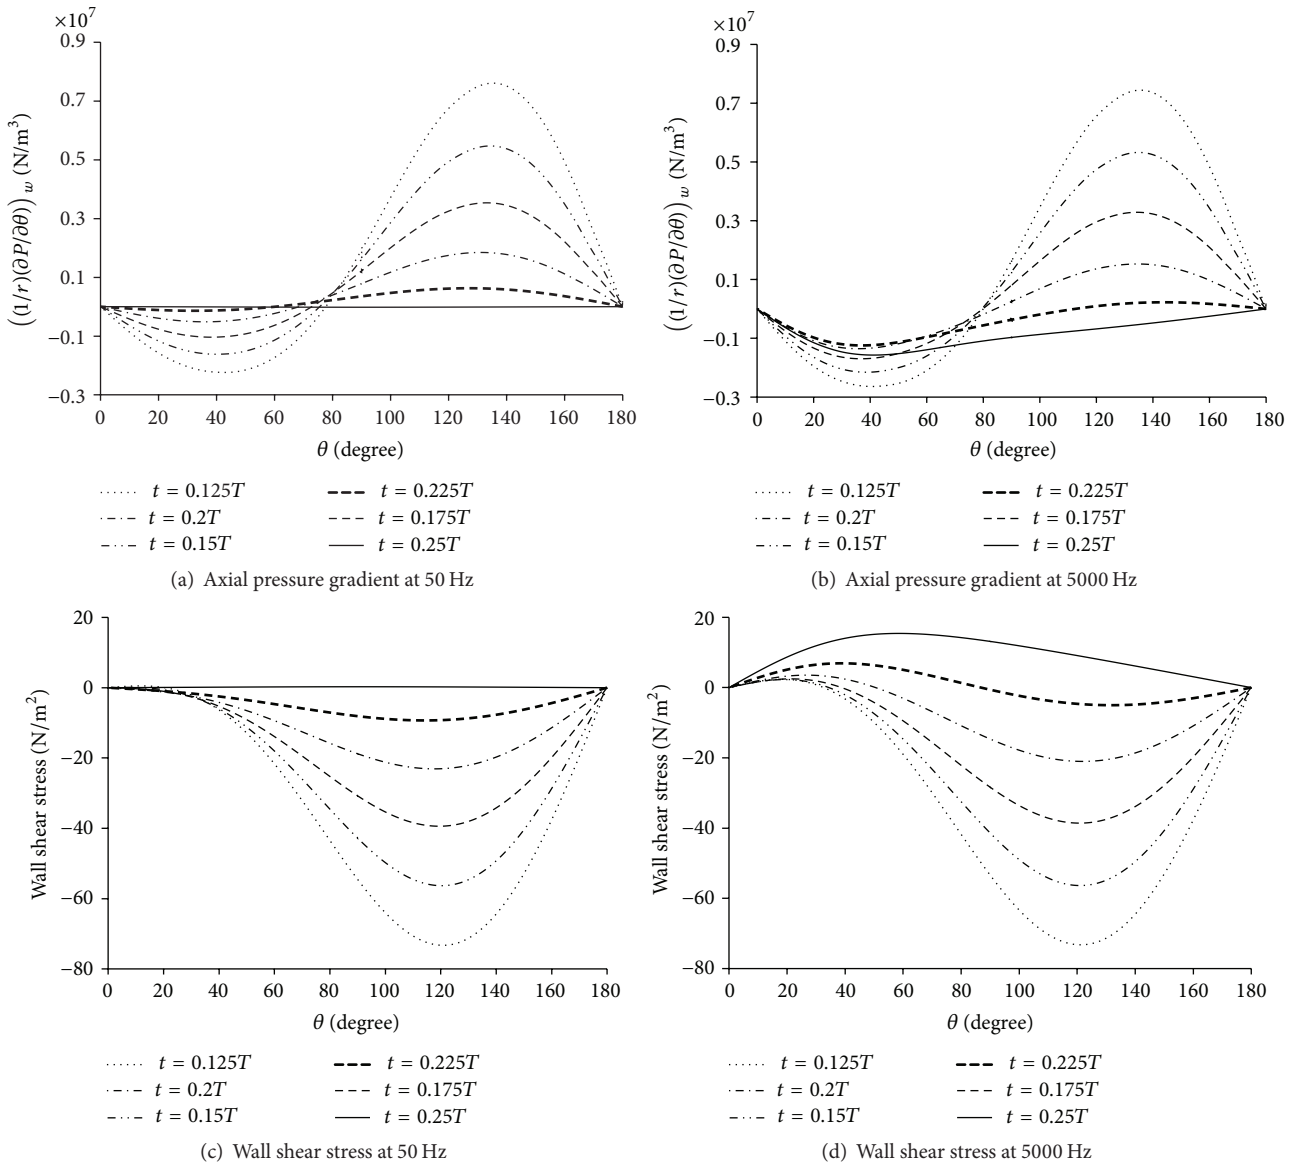 ×10⁷
0.9
0.7
0.5
0.3
0.1
−0.1
−0.3
((1/r)(∂P/∂θ))_w (N/m³)
0 20 40 60 80 100 120 140 160 180
θ (degree)
t = 0.125T t = 0.225T
t = 0.2T t = 0.175T
t = 0.15T t = 0.25T
(a) Axial pressure gradient at 50 Hz
×10⁷
0.9
0.7
0.5
0.3
0.1
−0.1
−0.3
((1/r)(∂P/∂θ))_w (N/m³)
0 20 40 60 80 100 120 140 160 180
θ (degree)
t = 0.125T t = 0.225T
t = 0.2T t = 0.175T
t = 0.15T t = 0.25T
(b) Axial pressure gradient at 5000 Hz
20
0
−20
−40
−60
−80
Wall shear stress (N/m²)
0 20 40 60 80 100 120 140 160 180
θ (degree)
t = 0.125T t = 0.225T
t = 0.2T t = 0.175T
t = 0.15T t = 0.25T
(c) Wall shear stress at 50 Hz
20
0
−20
−40
−60
−80
Wall shear stress (N/m²)
0 20 40 60 80 100 120 140 160 180
θ (degree)
t = 0.125T t = 0.225T
t = 0.2T t = 0.175T
t = 0.15T t = 0.25T
(d) Wall shear stress at 5000 Hz